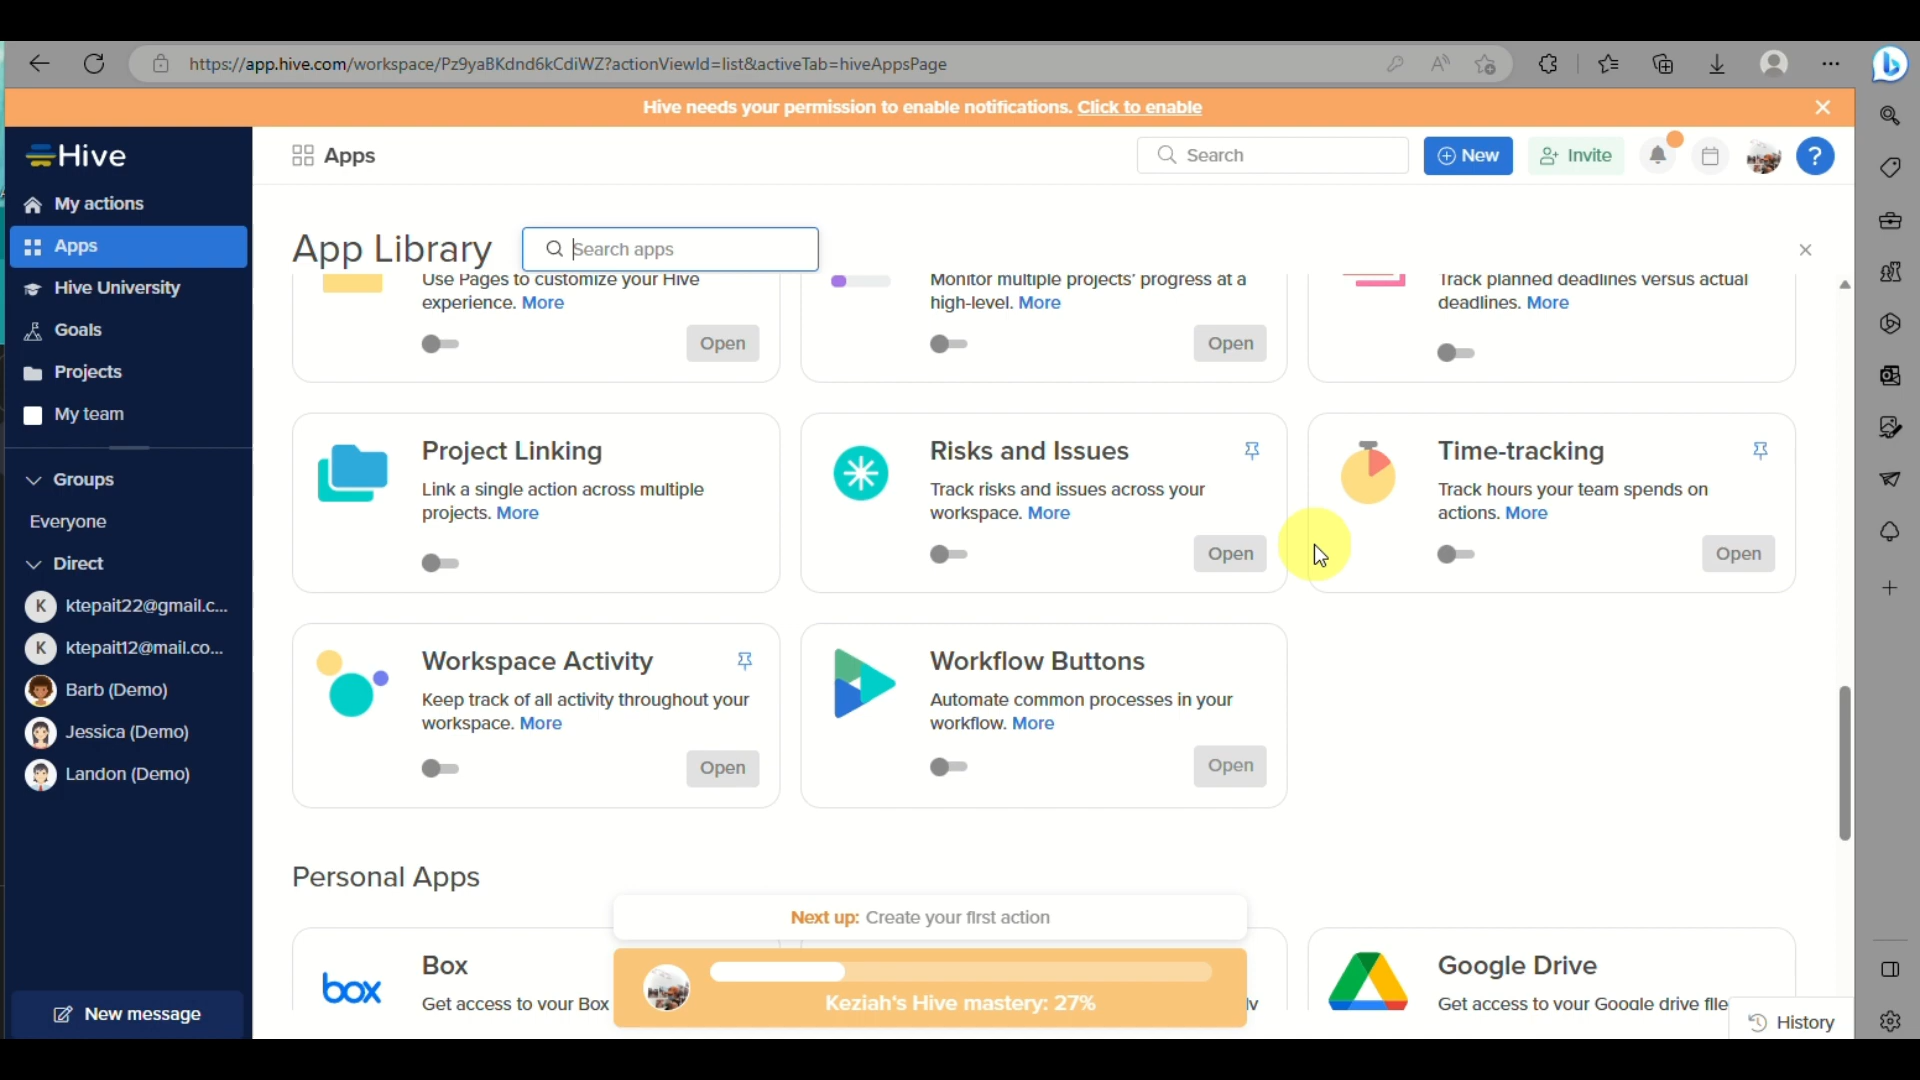 https://app.hive.com/workspace/Pz9yaBKdnd6kCdiWZ?actionViewId=list&activeTab=hiveAppsPage
Hive needs your permission to enable notifications. Click to enable
Hive
Apps
Search
New
Invite
?
My actions
Apps
Hive University
Goals
Projects
My team
Groups
Everyone
Direct
K ktepait22@gmail.c...
K ktepait12@mail.co...
Barb (Demo)
Jessica (Demo)
Landon (Demo)
New message
App Library
Search apps
Use Pages to customize your Hive
experience. More
Open
Monitor multiple projects' progress at a
high-level. More
Open
Track planned deadlines versus actual
deadlines. More
Project Linking
Link a single action across multiple
projects. More
Risks and Issues
Track risks and issues across your
workspace. More
Open
Time-tracking
Track hours your team spends on
actions. More
Open
Workspace Activity
Keep track of all activity throughout your
workspace. More
Open
Workflow Buttons
Automate common processes in your
workflow. More
Open
Personal Apps
Next up: Create your first action
box
Box
Get access to your Box
Keziah's Hive mastery: 27%
Google Drive
Get access to your Google drive file
History